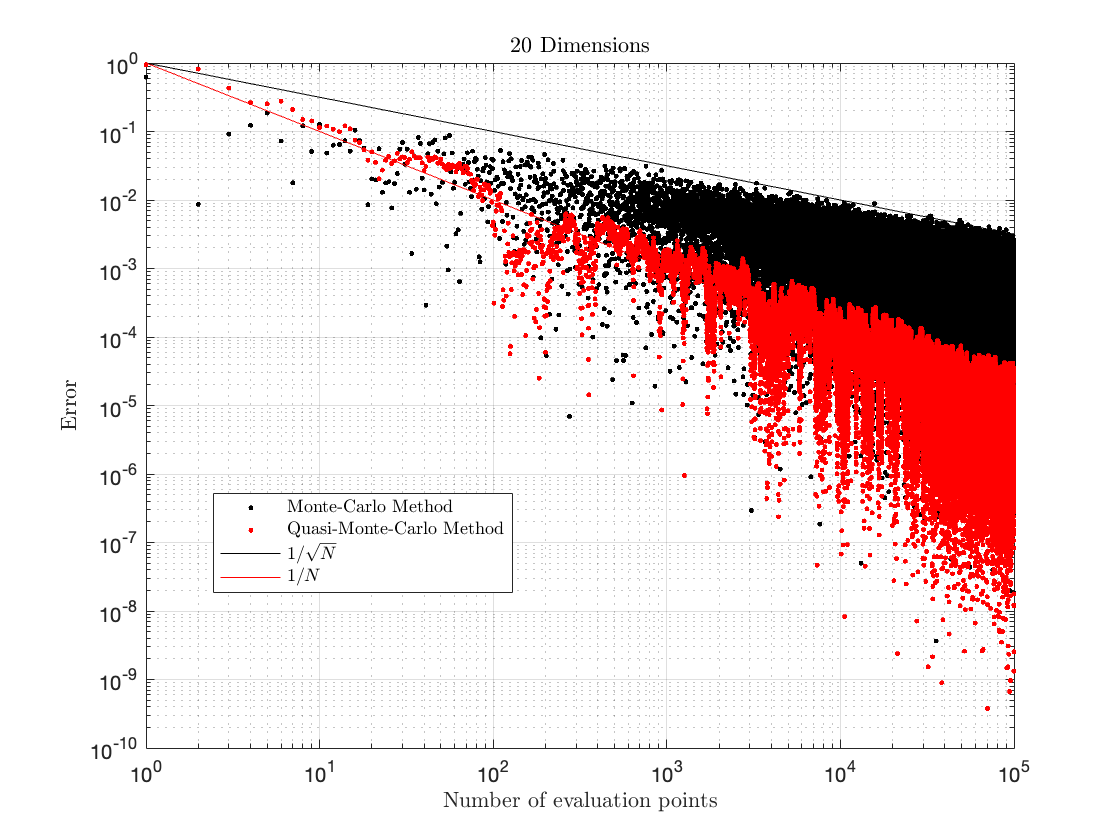 20 Dimensions
Error
10^0
10^-1
10^-2
10^-3
10^-4
10^-5
10^-6
10^-7
10^-8
10^-9
10^-10
Monte-Carlo Method
Quasi-Monte-Carlo Method
1/√N
1/N
10^0 10^1 10^2 10^3 10^4 10^5
Number of evaluation points